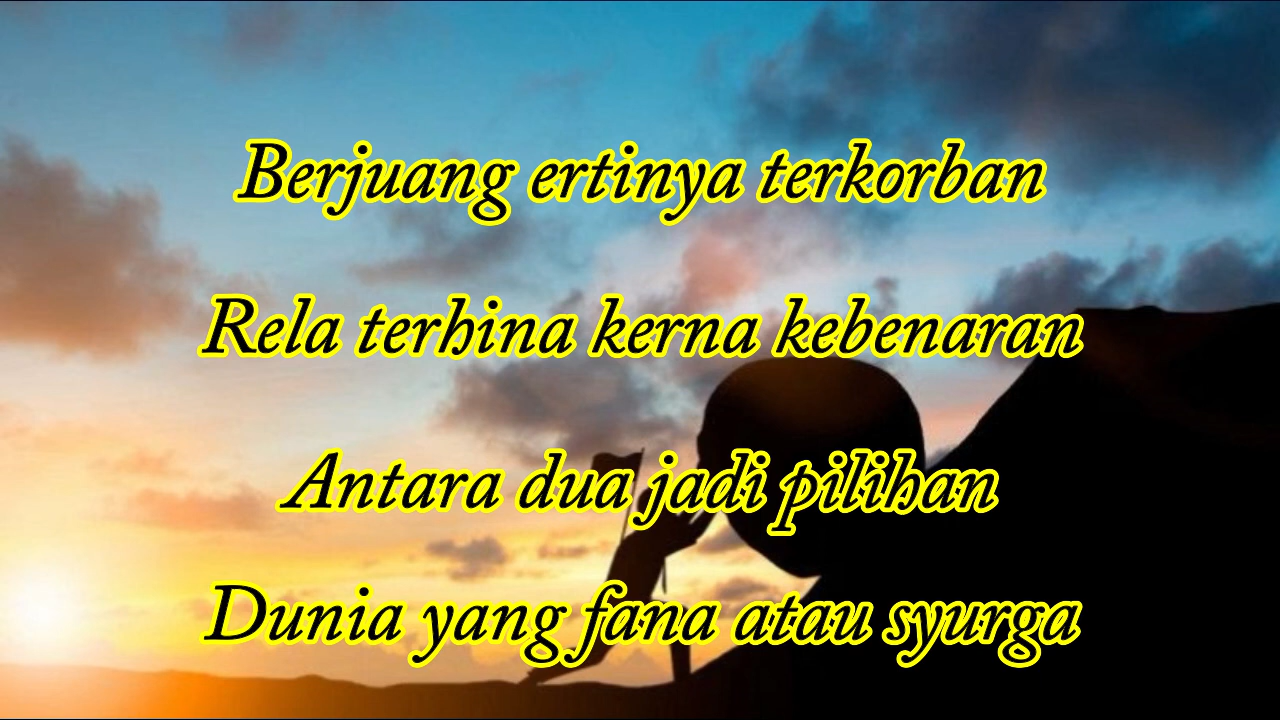 Berjuang ertinya terkorban
Rela terhina kerna kebenaran
Antara dua jadi pilihan
Dunia yang fana atau syurga